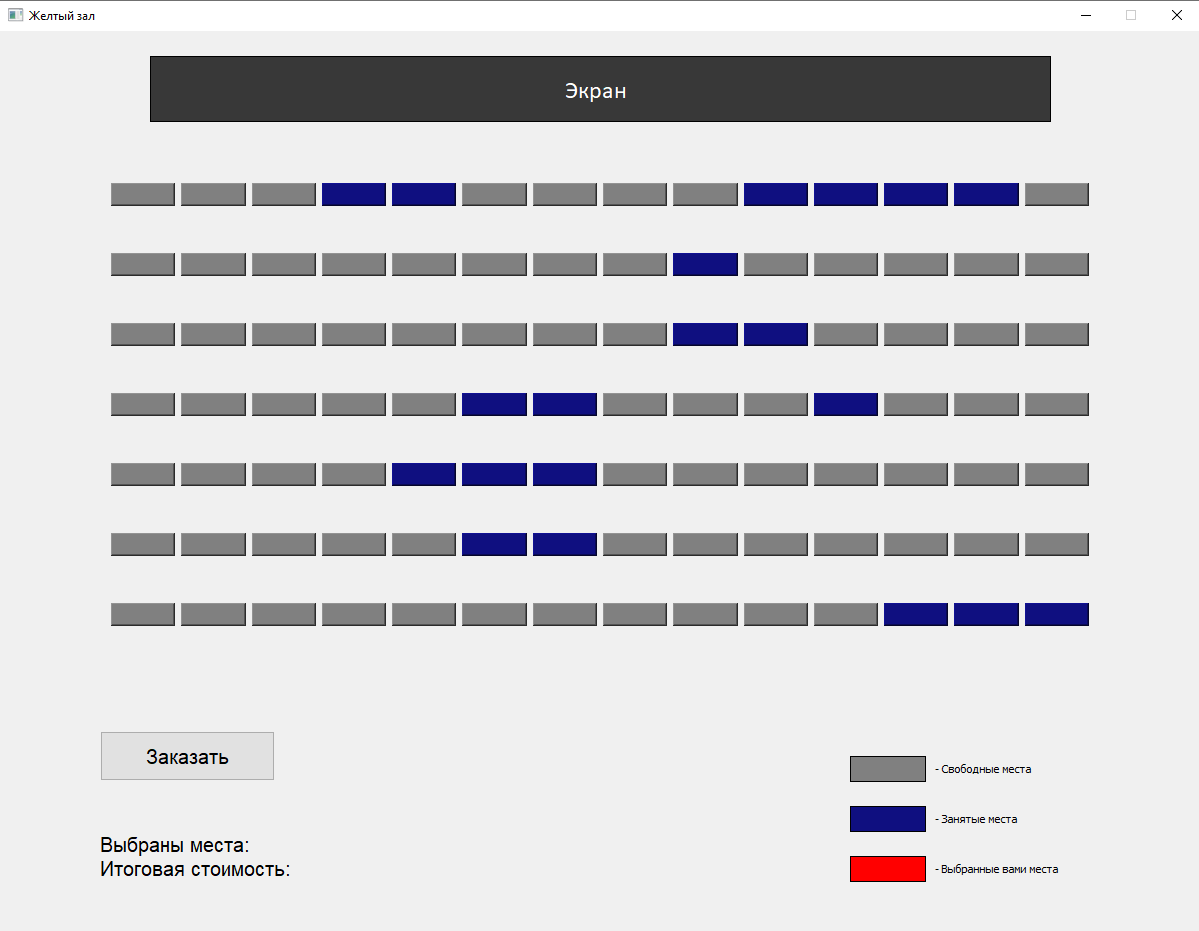 Желтый зал
Экран
Заказать
- Свободные места
- Занятые места
Выбраны места:
Итоговая стоимость:
- Выбранные вами места